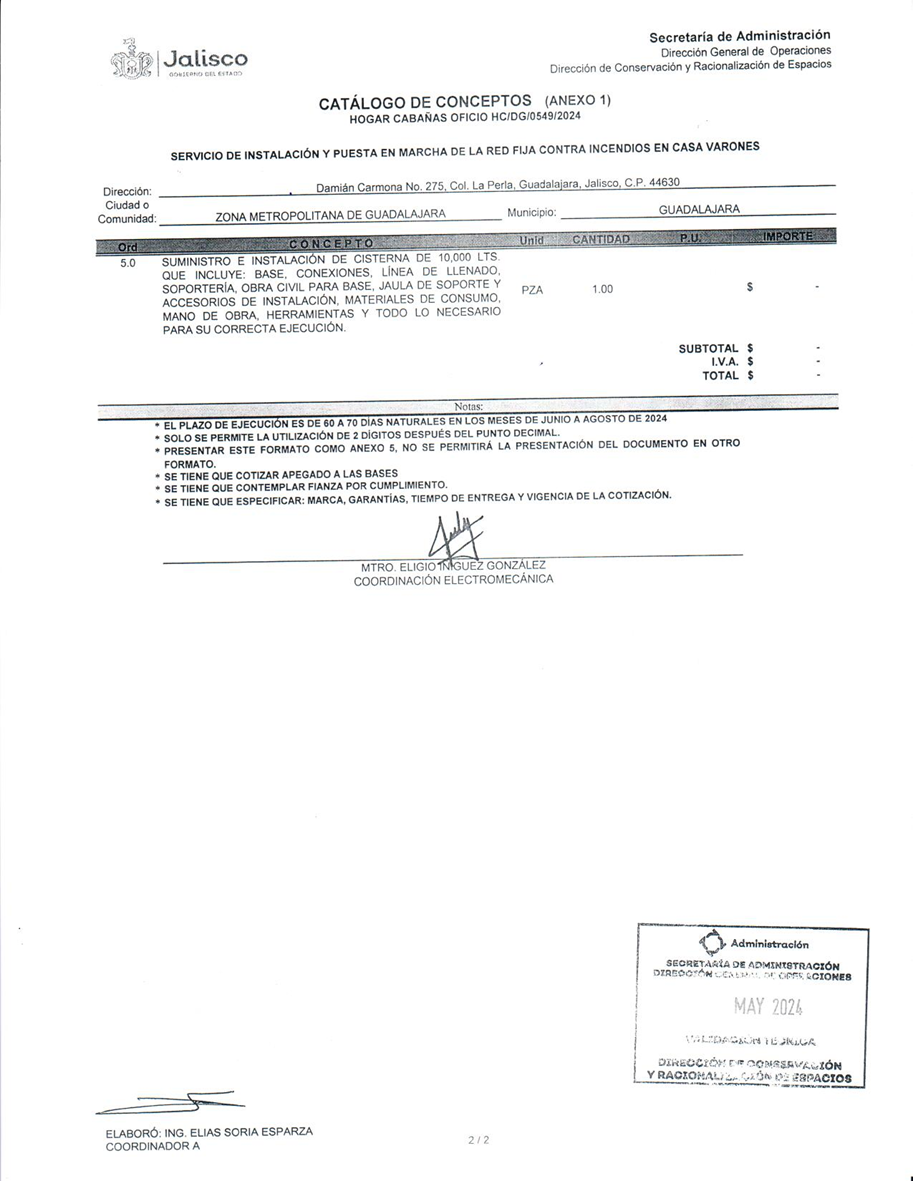 Jalisco
GOBIERNO DEL ESTADO
Secretaría de Administración
Dirección General de Operaciones
Dirección de Conservación y Racionalización de Espacios
CATÁLOGO DE CONCEPTOS (ANEXO 1)
HOGAR CABAÑAS OFICIO HC/DG/0549/2024
SERVICIO DE INSTALACIÓN Y PUESTA EN MARCHA DE LA RED FIJA CONTRA INCENDIOS EN CASA VARONES
Dirección: Damián Carmona No. 275, Col. La Perla, Guadalajara, Jalisco, C.P. 44630
Ciudad o
Comunidad: ZONA METROPOLITANA DE GUADALAJARA Municipio: GUADALAJARA
Ord CONCEPTO Unid CANTIDAD P.U. IMPORTE
5.0 SUMINISTRO E INSTALACIÓN DE CISTERNA DE 10,000 LTS.
QUE INCLUYE: BASE, CONEXIONES, LÍNEA DE LLENADO,
SOPORTERÍA, OBRA CIVIL PARA BASE, JAULA DE SOPORTE Y PZA 1.00 $ -
ACCESORIOS DE INSTALACIÓN, MATERIALES DE CONSUMO,
MANO DE OBRA, HERRAMIENTAS Y TODO LO NECESARIO
PARA SU CORRECTA EJECUCIÓN.
SUBTOTAL $ -
I.V.A. $ -
TOTAL $ -
Notas:
* EL PLAZO DE EJECUCIÓN ES DE 60 A 70 DIAS NATURALES EN LOS MESES DE JUNIO A AGOSTO DE 2024
* SOLO SE PERMITE LA UTILIZACIÓN DE 2 DÍGITOS DESPUÉS DEL PUNTO DECIMAL.
* PRESENTAR ESTE FORMATO COMO ANEXO 5, NO SE PERMITIRÁ LA PRESENTACIÓN DEL DOCUMENTO EN OTRO
FORMATO.
* SE TIENE QUE COTIZAR APEGADO A LAS BASES
* SE TIENE QUE CONTEMPLAR FIANZA POR CUMPLIMIENTO.
* SE TIENE QUE ESPECIFICAR: MARCA, GARANTÍAS, TIEMPO DE ENTREGA Y VIGENCIA DE LA COTIZACIÓN.
MTRO. ELIGIO IÑIGUEZ GONZÁLEZ
COORDINACIÓN ELECTROMECÁNICA
Administración
SECRETARÍA DE ADMINISTRACIÓN
DIRECCIÓN GENERAL DE OPERACIONES
MAY 2024
VALIDACIÓN TÉCNICA
DIRECCIÓN DE CONSERVACIÓN
Y RACIONALIZACIÓN DE ESPACIOS
ELABORÓ: ING. ELIAS SORIA ESPARZA
COORDINADOR A
2 / 2